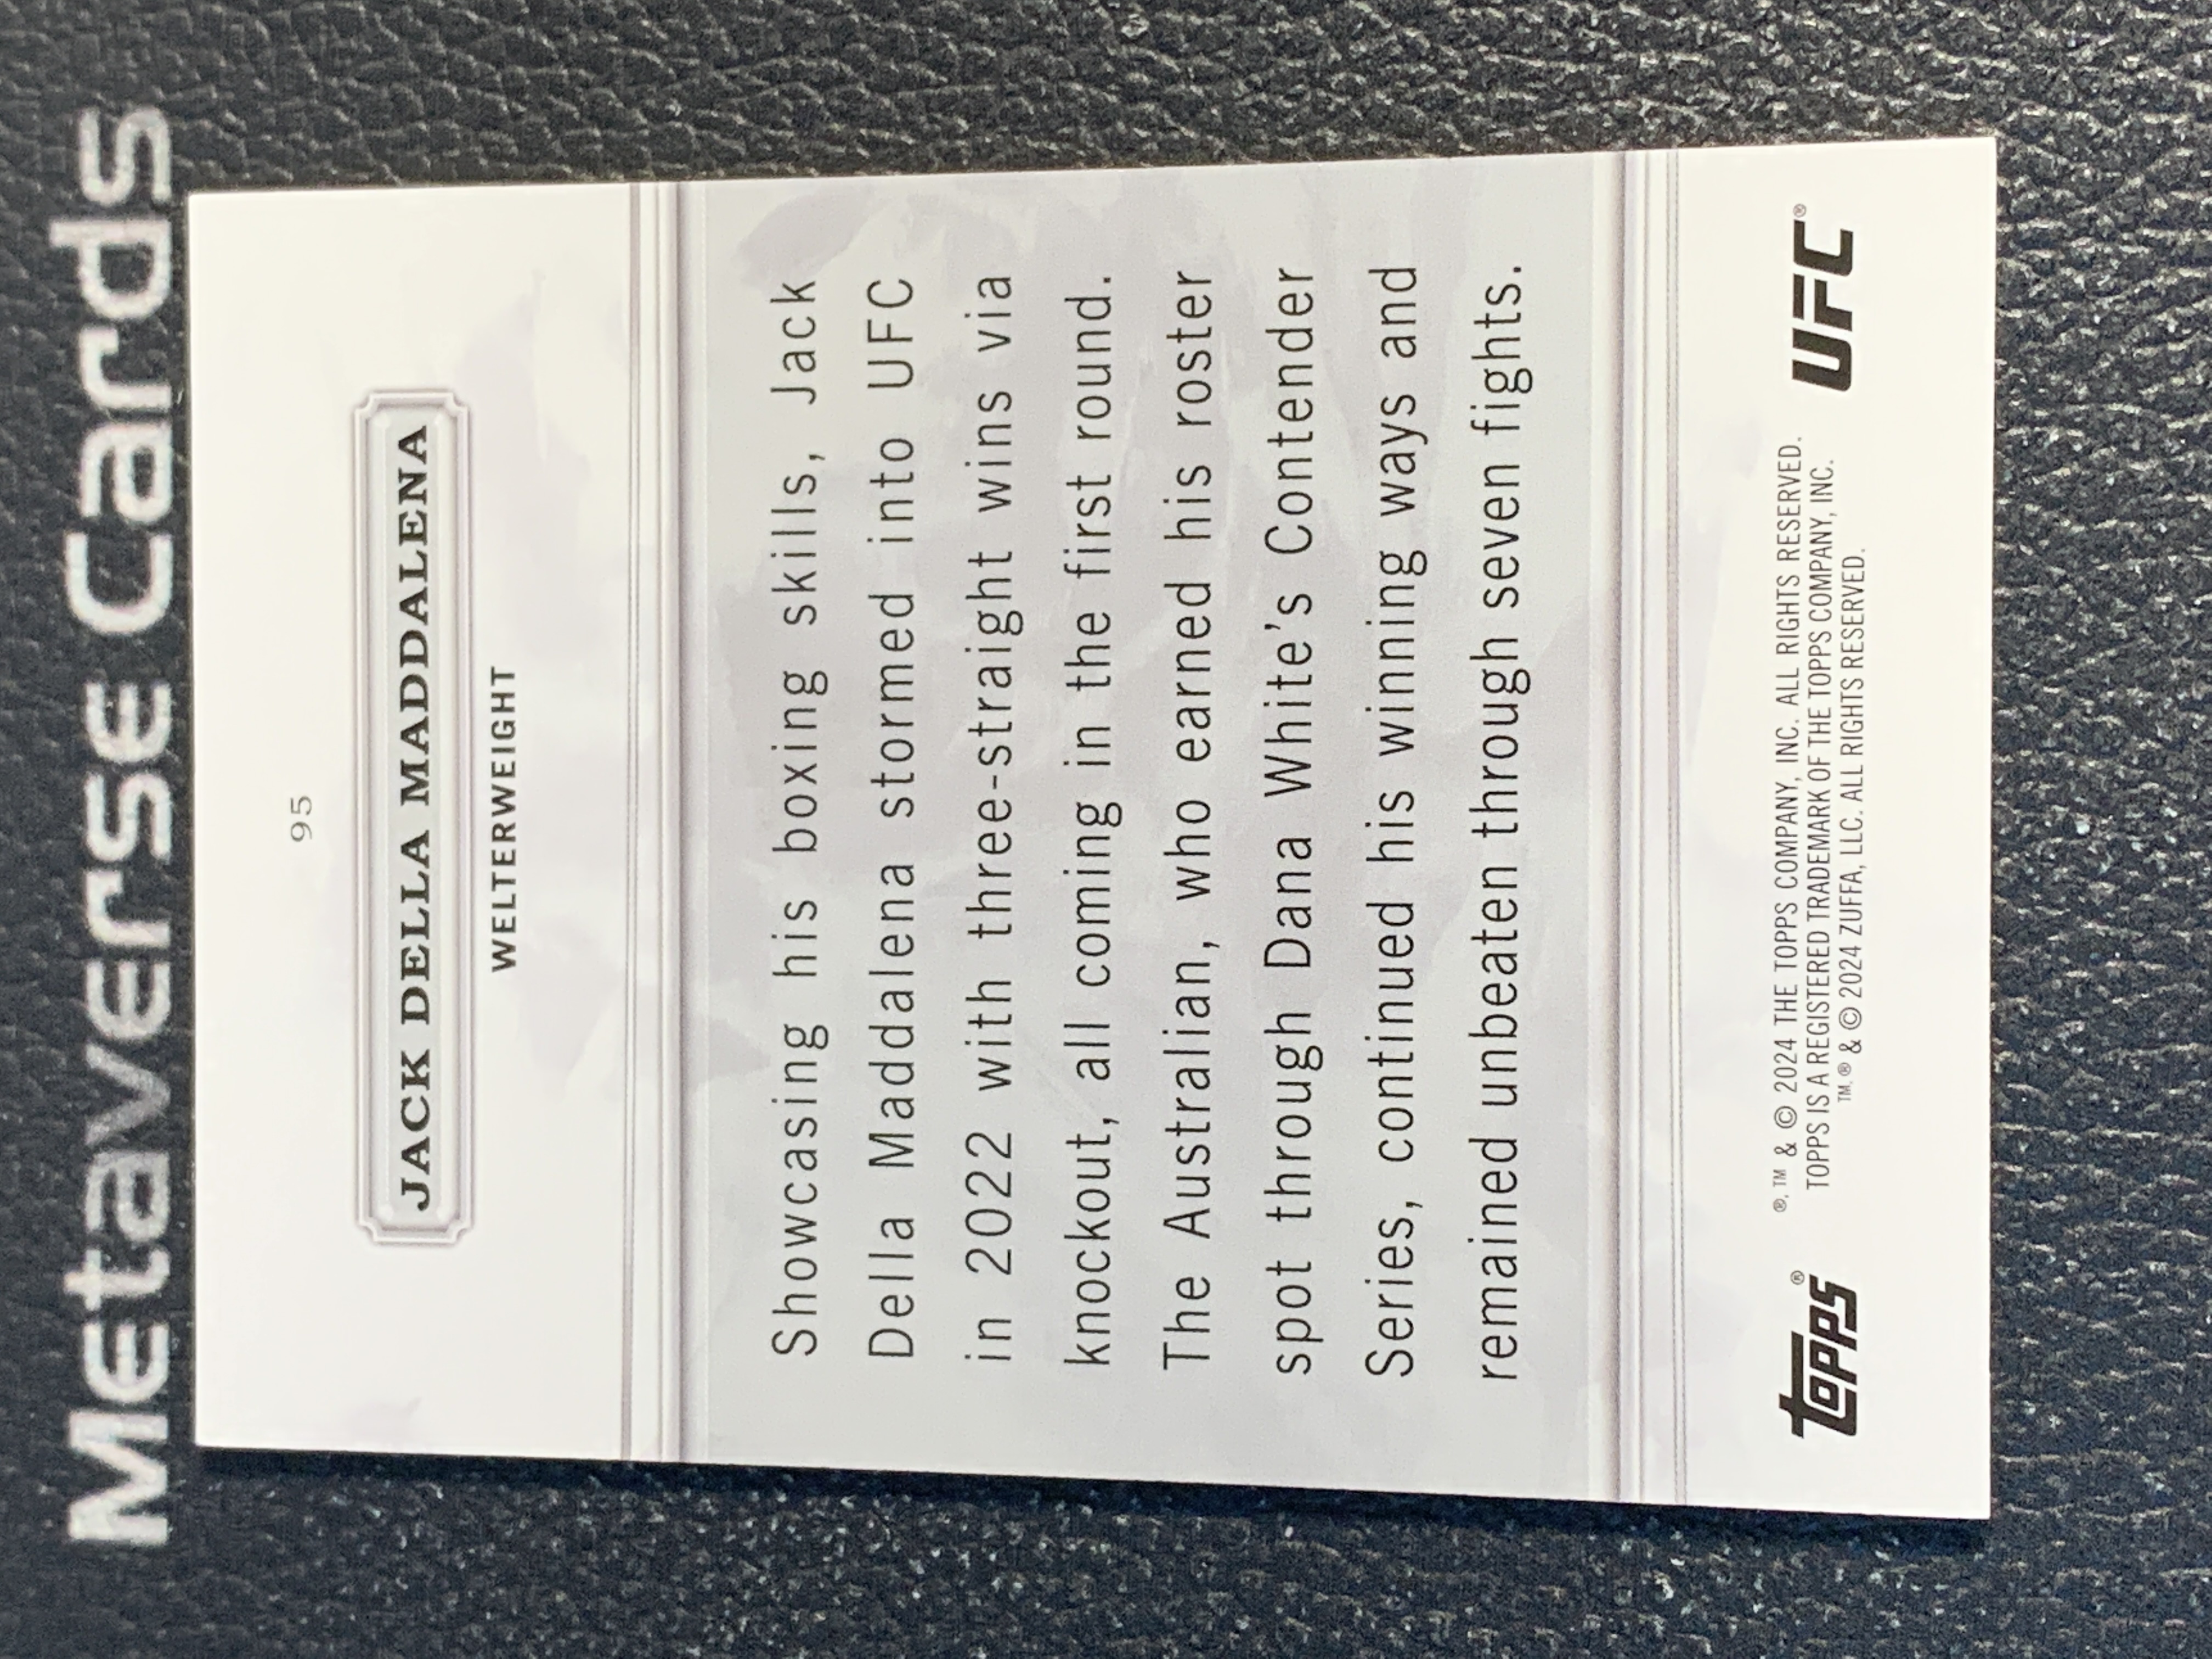 Metaverse Cards
95
JACK DELLA MADDALENA
WELTERWEIGHT
Showcasing his boxing skills, Jack
Della Maddalena stormed into UFC
in 2022 with three-straight wins via
knockout, all coming in the first round.
The Australian, who earned his roster
spot through Dana White's Contender
Series, continued his winning ways and
remained unbeaten through seven fights.
topps®
®, ™ & © 2024 THE TOPPS COMPANY, INC. ALL RIGHTS RESERVED.
TOPPS IS A REGISTERED TRADEMARK OF THE TOPPS COMPANY, INC.
™, ® & © 2024 ZUFFA, LLC. ALL RIGHTS RESERVED.
UFC®